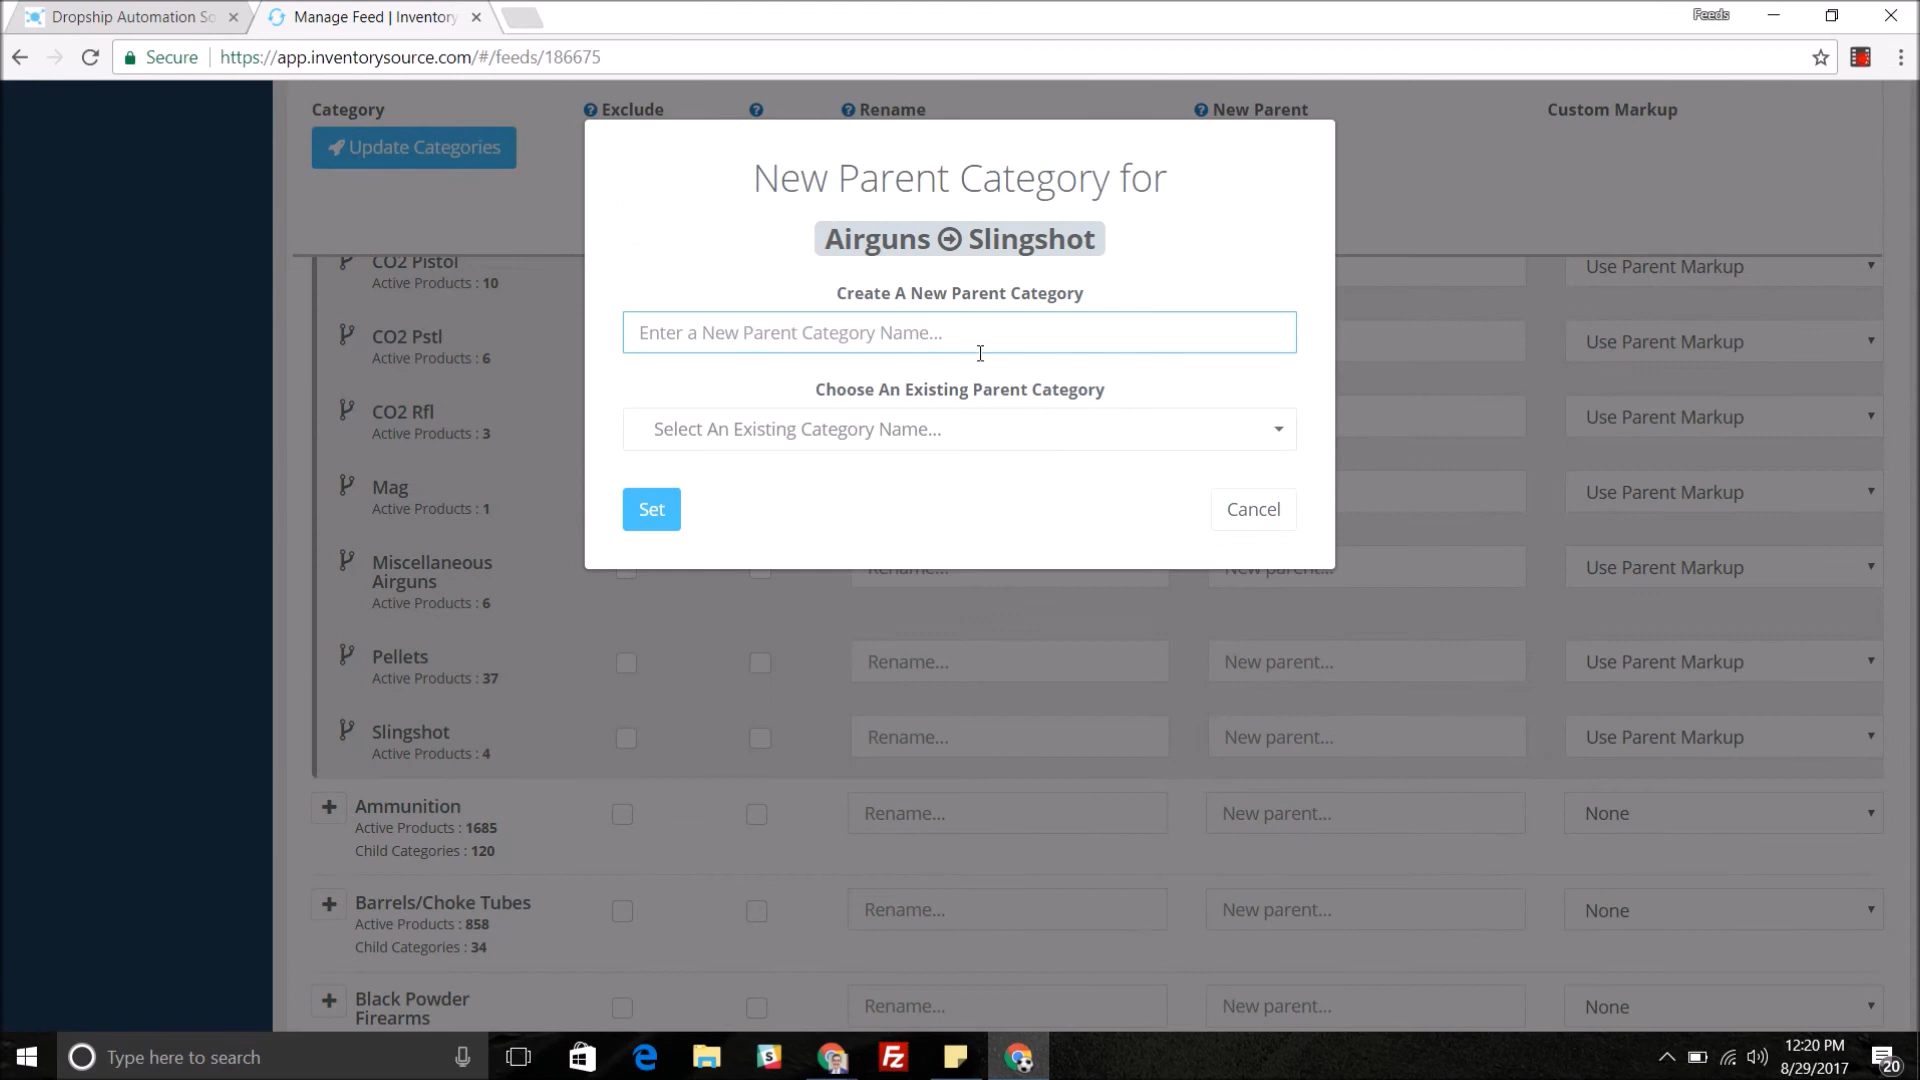 Dropship Automation So
Manage Feed | Inventory
Feeds
Secure
https://app.inventorysource.com/#/feeds/186675
Category
Exclude
Rename
New Parent
Custom Markup
Update Categories
New Parent Category for
Airguns Slingshot
Create A New Parent Category
Enter a New Parent Category Name...
Choose An Existing Parent Category
Select An Existing Category Name...
Set
Cancel
CO2 Pistol
Active Products : 10
Use Parent Markup
CO2 Pstl
Active Products : 6
Use Parent Markup
CO2 Rfl
Active Products : 3
Use Parent Markup
Mag
Active Products : 1
Use Parent Markup
Miscellaneous
Airguns
Active Products : 6
Rename...
New parent...
Use Parent Markup
Pellets
Active Products : 37
Rename...
New parent...
Use Parent Markup
Slingshot
Active Products : 4
Rename...
New parent...
Use Parent Markup
Ammunition
Active Products : 1685
Child Categories : 120
Rename...
New parent...
None
Barrels/Choke Tubes
Active Products : 858
Child Categories : 34
Rename...
New parent...
None
Black Powder
Firearms
Rename...
New parent...
None
Type here to search
12:20 PM
8/29/2017
20